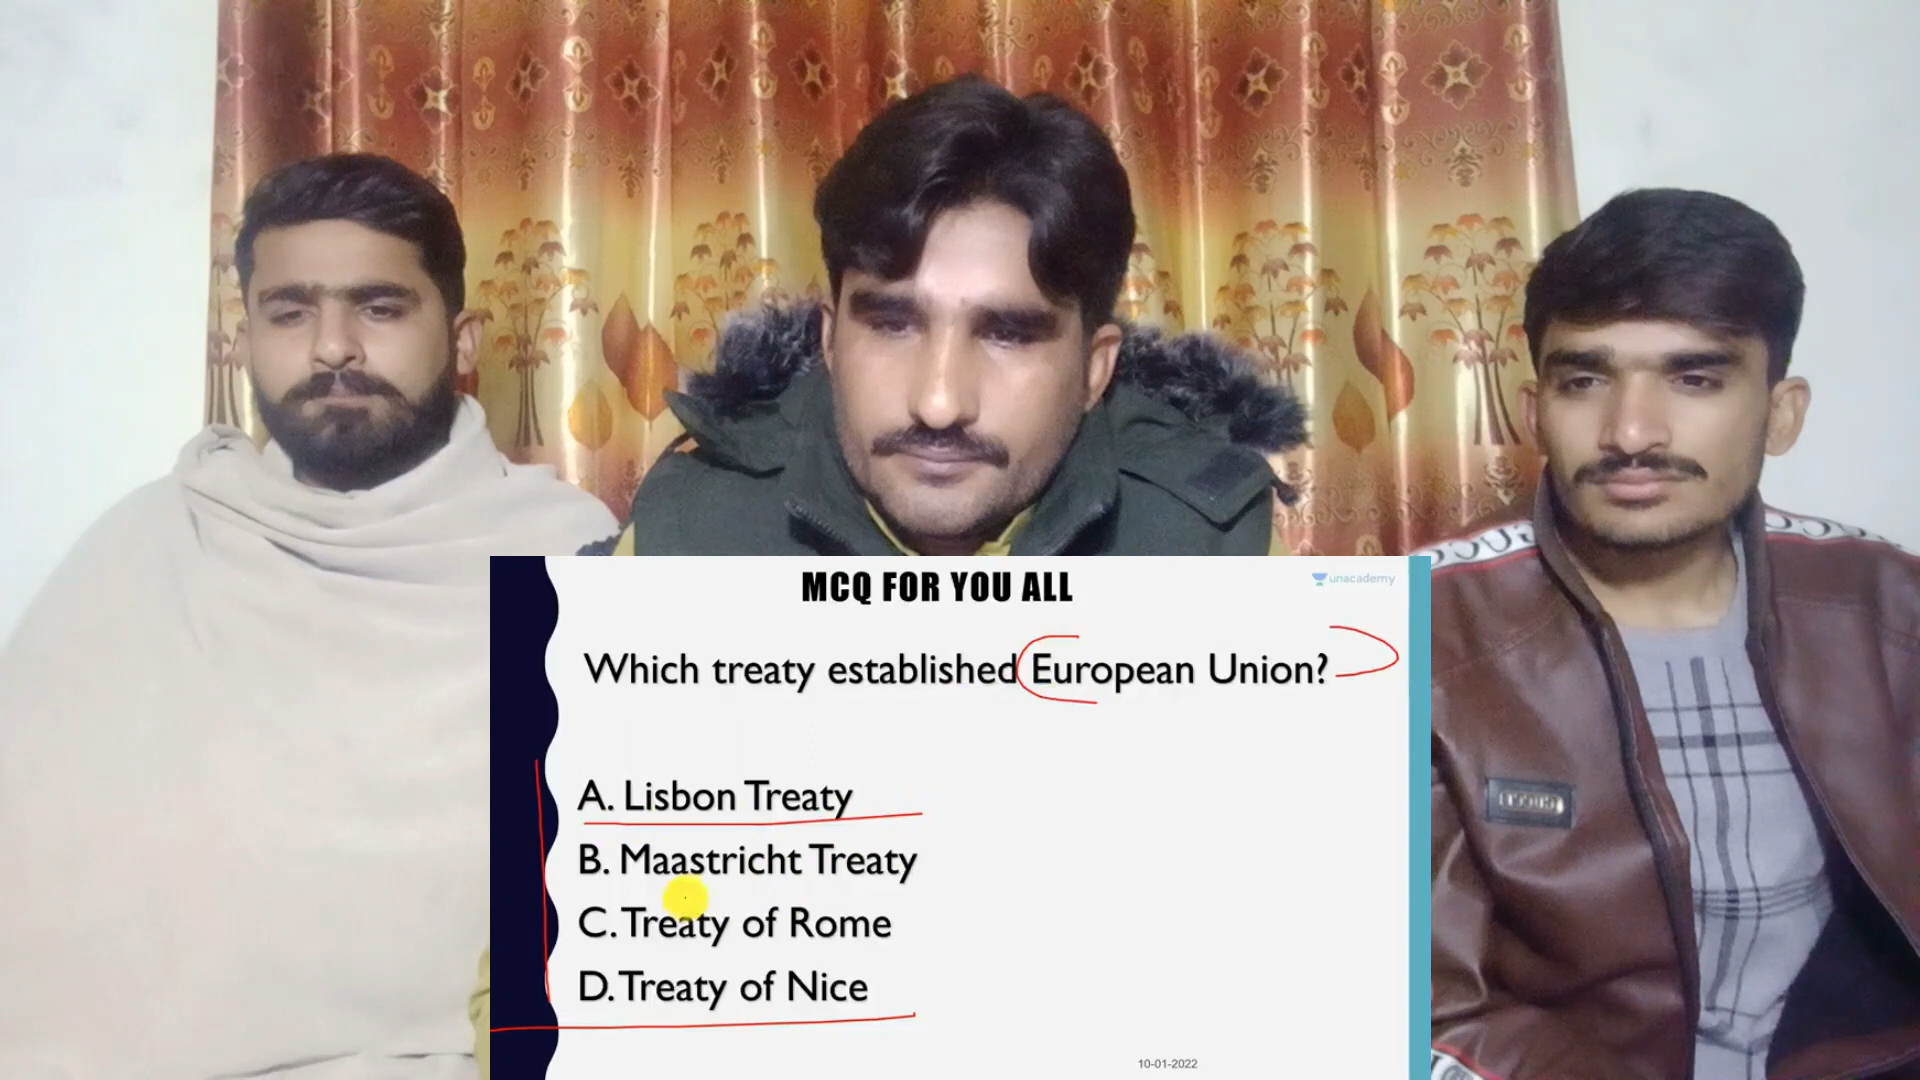 MCQ FOR YOU ALL
unacademy
Which treaty established European Union?
A. Lisbon Treaty
B. Maastricht Treaty
C. Treaty of Rome
D. Treaty of Nice
10-01-2022